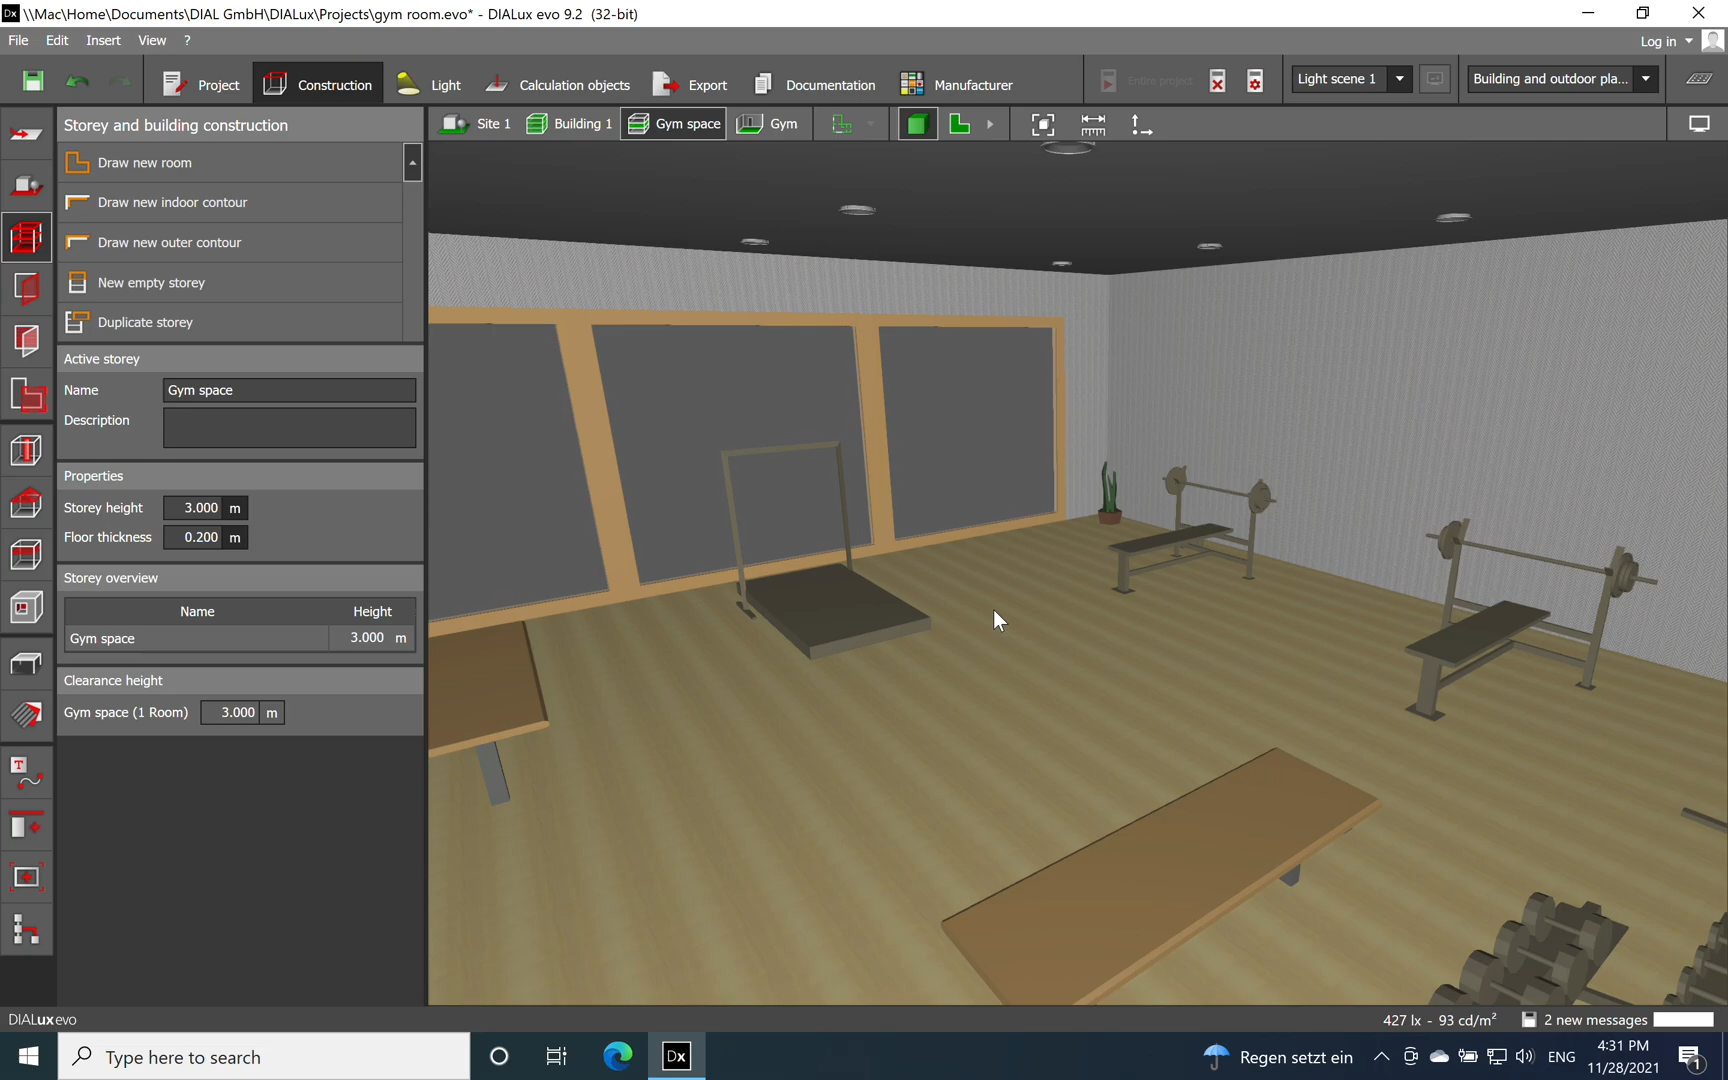 Dx \\Mac\Home\Documents\DIAL GmbH\DIALux\Projects\gym room.evo* - DIALux evo 9.2 (32-bit)
File Edit Insert View ? Log in
Project Construction Light Calculation objects Export Documentation Manufacturer Entire project Light scene 1 Building and outdoor pla...
Storey and building construction
Site 1 Building 1 Gym space Gym
Draw new room
Draw new indoor contour
Draw new outer contour
New empty storey
Duplicate storey
Active storey
Name Gym space
Description
Properties
Storey height 3.000 m
Floor thickness 0.200 m
Storey overview
Name Height
Gym space 3.000 m
Clearance height
Gym space (1 Room) 3.000 m
T
DIALux evo
427 lx - 93 cd/m²
2 new messages
Type here to search
Dx
Regen setzt ein
ENG
4:31 PM
11/28/2021
1